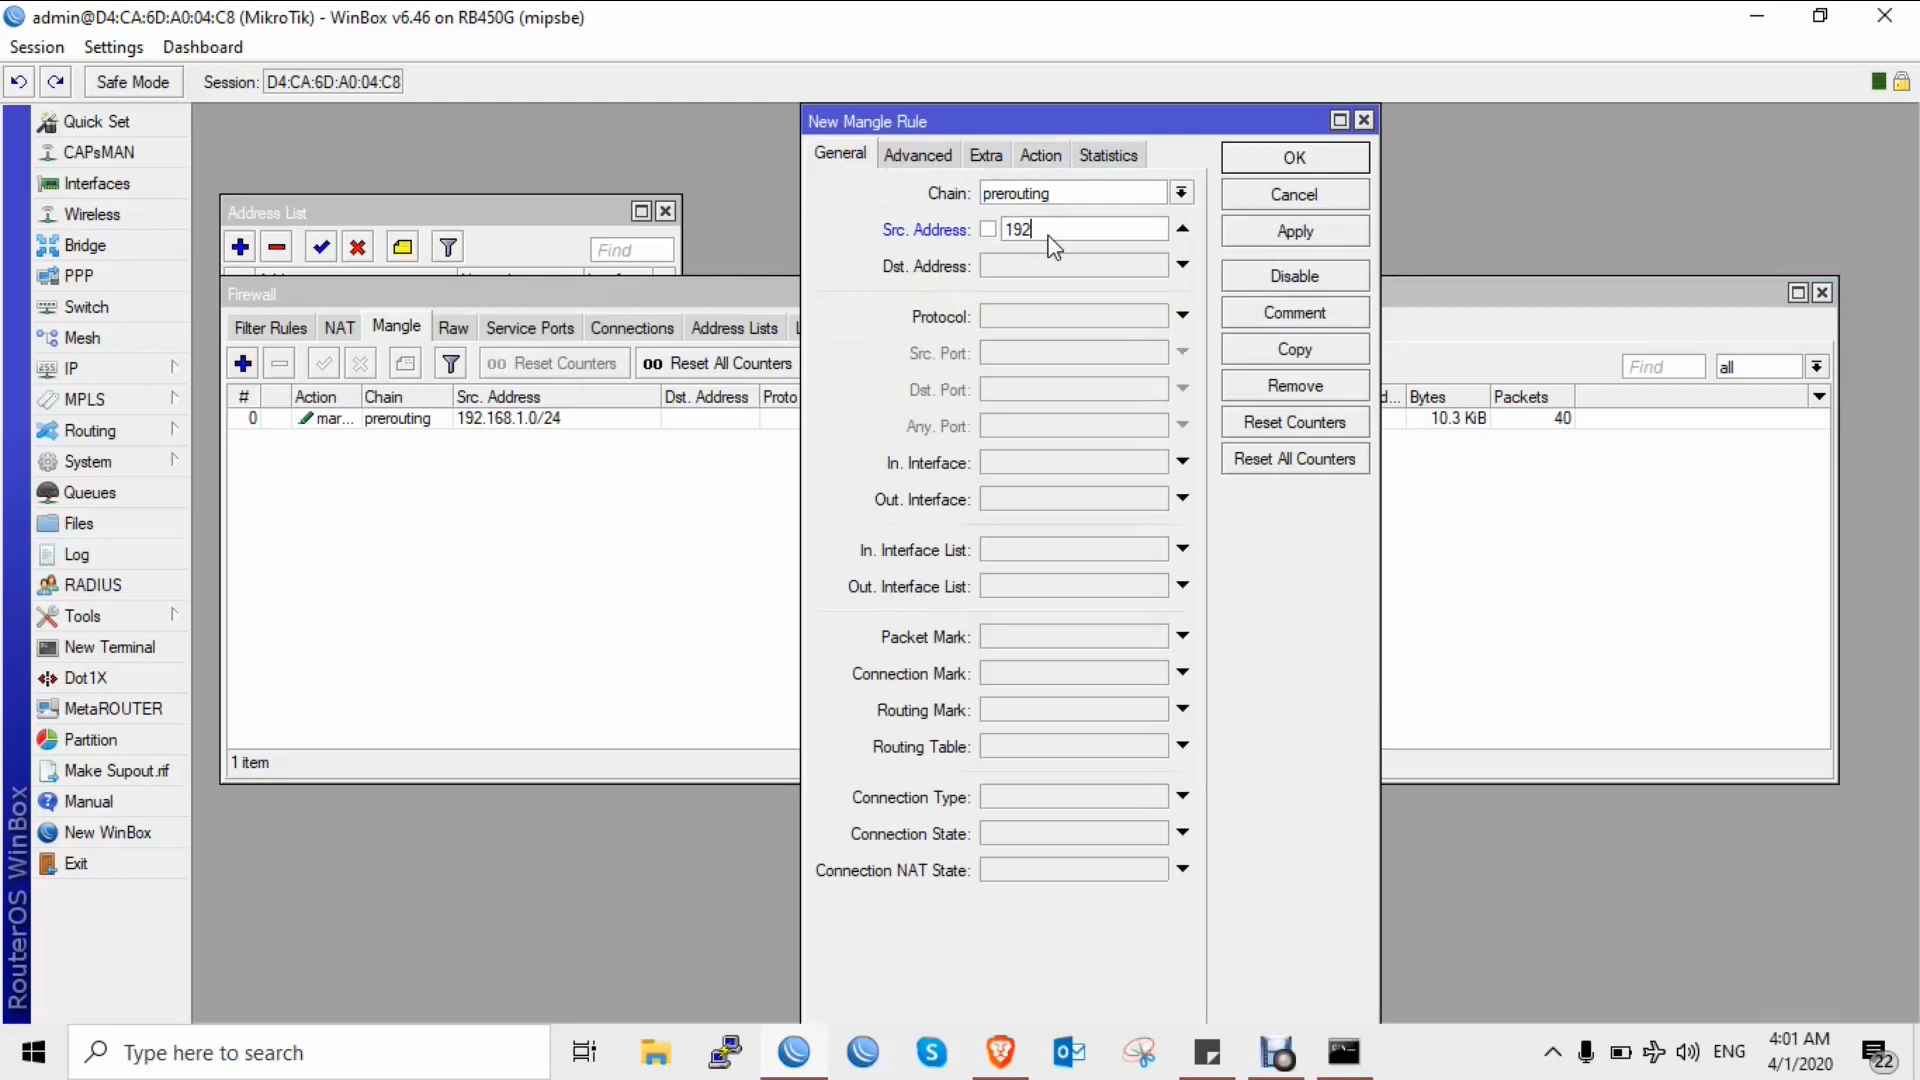 admin@D4:CA:6D:A0:04:C8 (MikroTik) - WinBox v6.46 on RB450G (mipsbe)
Session Settings Dashboard
Safe Mode Session: D4:CA:6D:A0:04:C8
Quick Set
CAPsMAN
Interfaces
Wireless
Bridge
PPP
Switch
Mesh
IP
MPLS
Routing
System
Queues
Files
Log
RADIUS
Tools
New Terminal
Dot1X
MetaROUTER
Partition
Make Supout.rif
Manual
New WinBox
Exit
RouterOS WinBox
Address List
Find
Firewall
Filter Rules NAT Mangle Raw Service Ports Connections Address Lists
00 Reset Counters 00 Reset All Counters
Find all
# Action Chain Src. Address Dst. Address Proto Bytes Packets
0 mar... prerouting 192.168.1.0/24 10.3 KiB 40
1 item
New Mangle Rule
General Advanced Extra Action Statistics
Chain: prerouting
Src. Address: 192
Dst. Address:
Protocol:
Src. Port:
Dst. Port:
Any. Port:
In. Interface:
Out. Interface:
In. Interface List:
Out. Interface List:
Packet Mark:
Connection Mark:
Routing Mark:
Routing Table:
Connection Type:
Connection State:
Connection NAT State:
OK
Cancel
Apply
Disable
Comment
Copy
Remove
Reset Counters
Reset All Counters
Type here to search
ENG
4:01 AM
4/1/2020
22